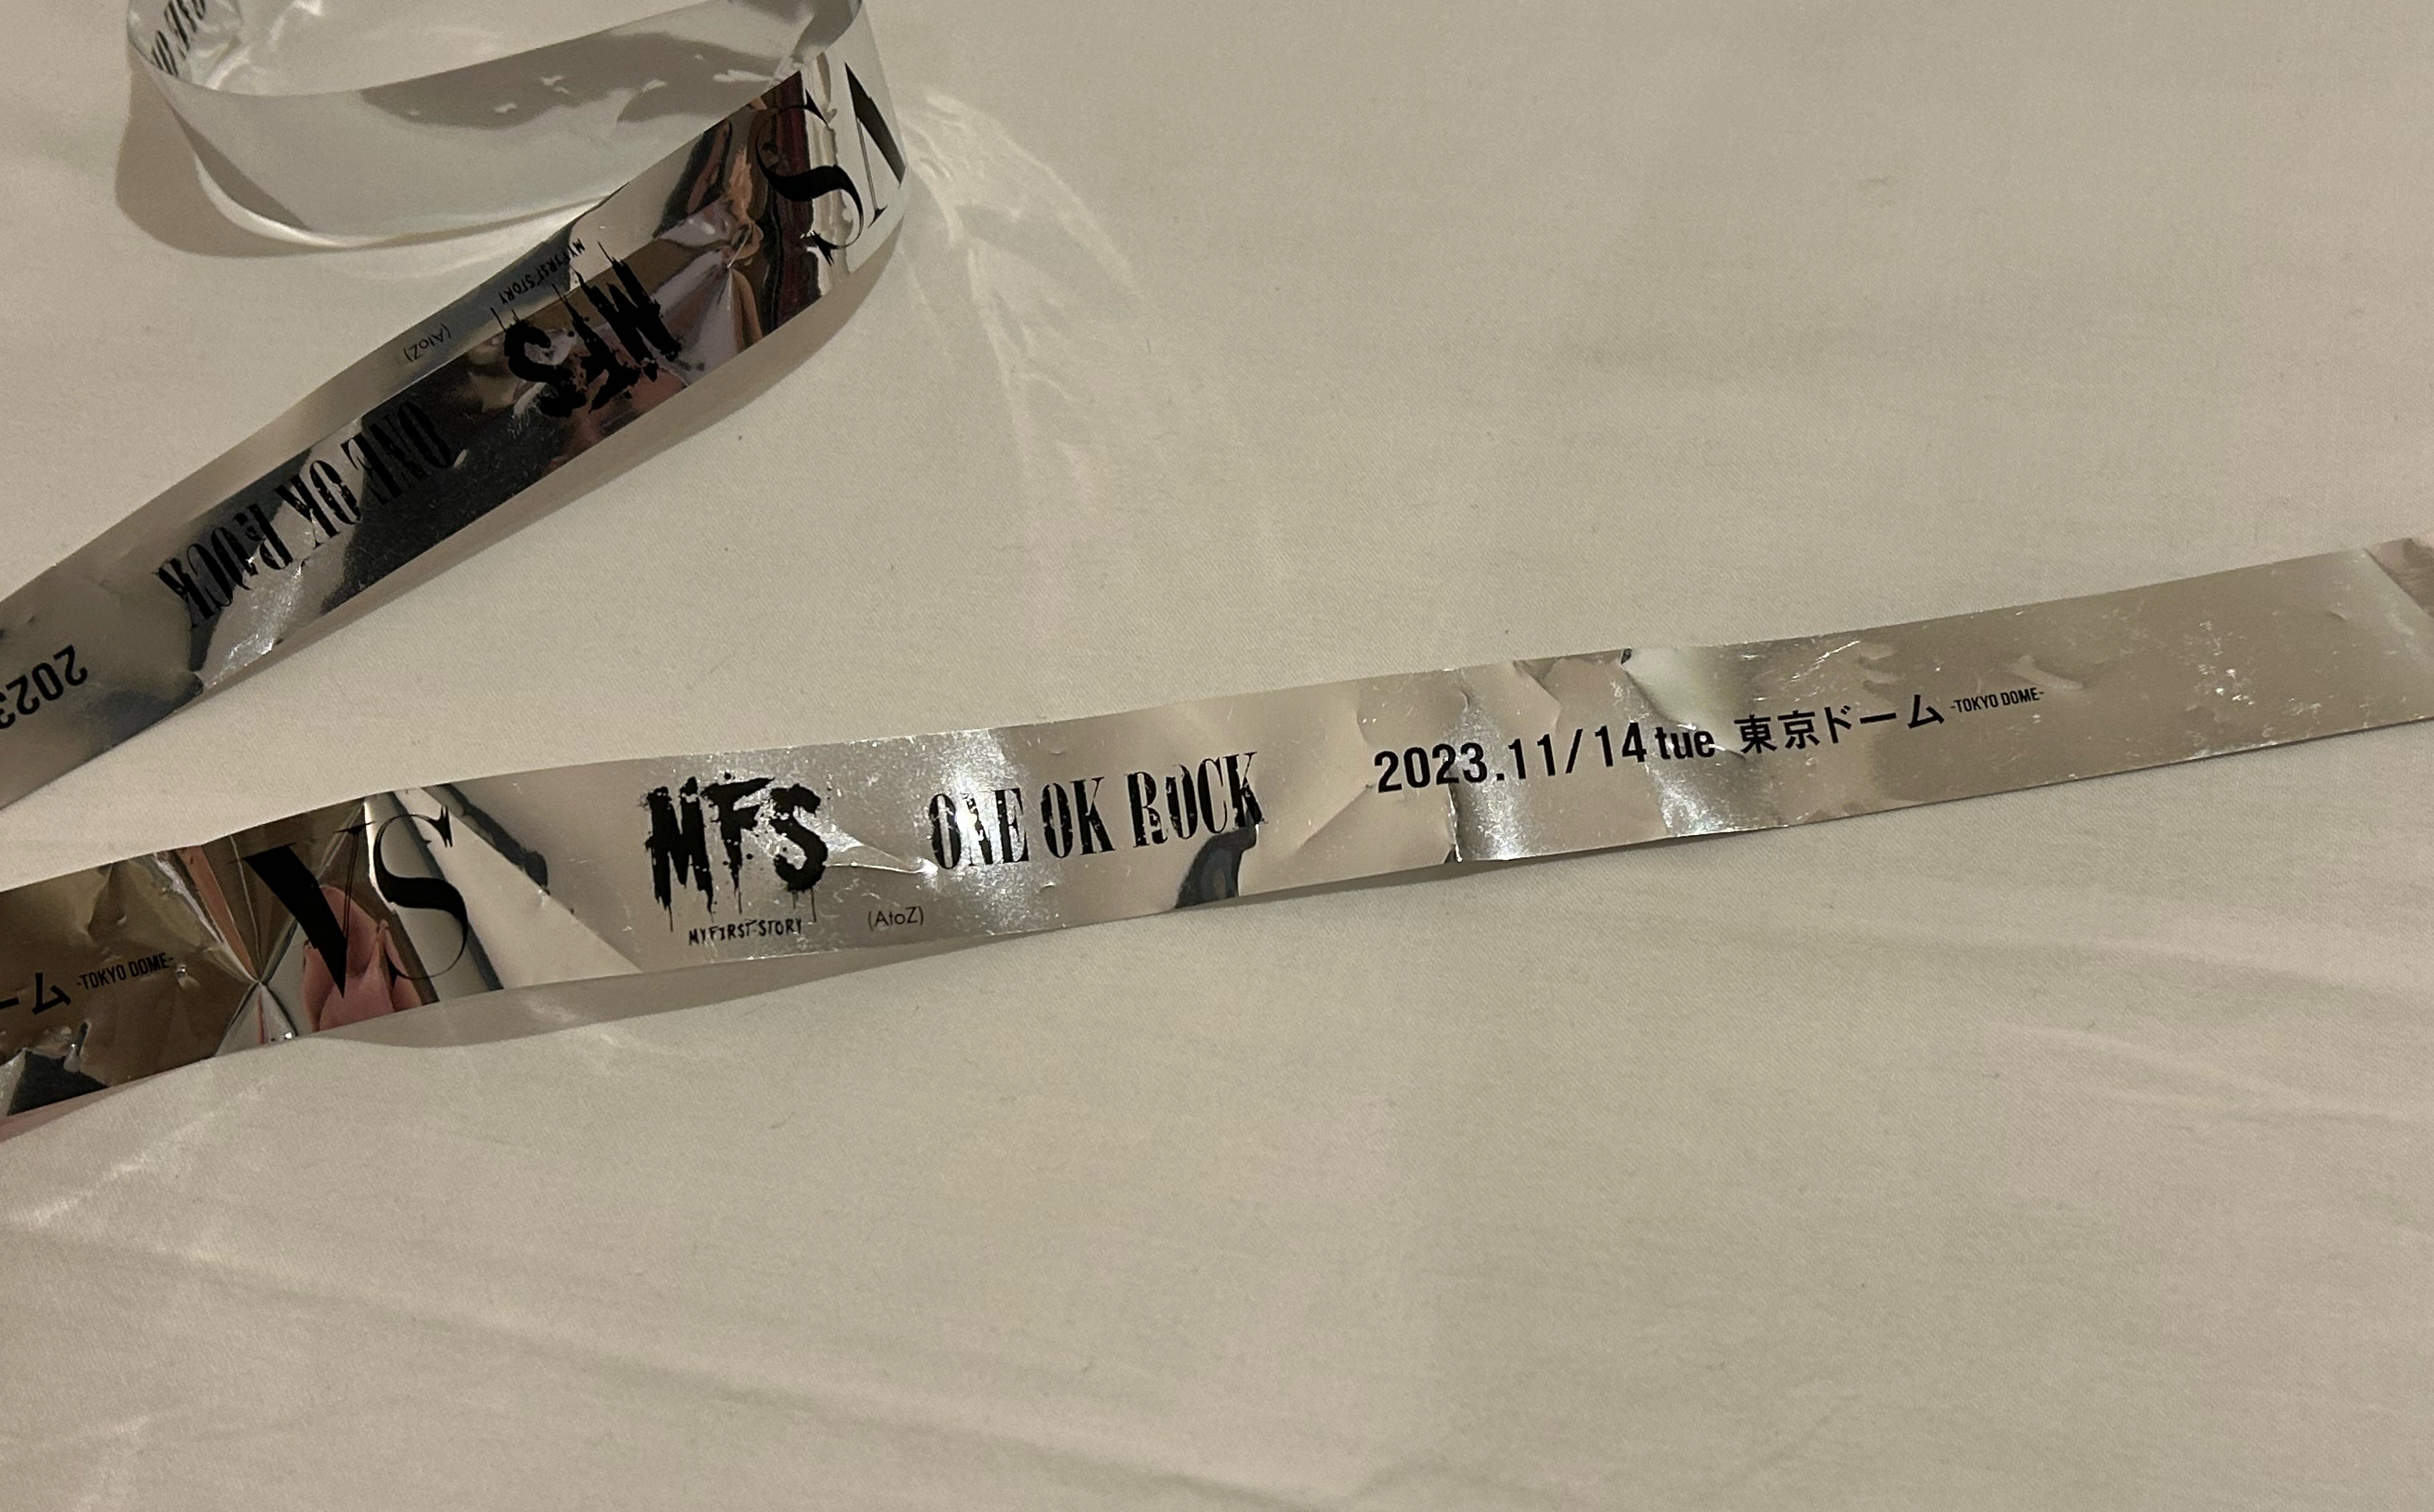 VS
MY FIRST STORY
MFS
(AtoZ)
ONE OK ROCK
2023
VS MFS ONE OK ROCK 2023.11/14 tue 東京ドーム -TOKYO DOME-
MY FIRST STORY (AtoZ)
ーム -TOKYO DOME-